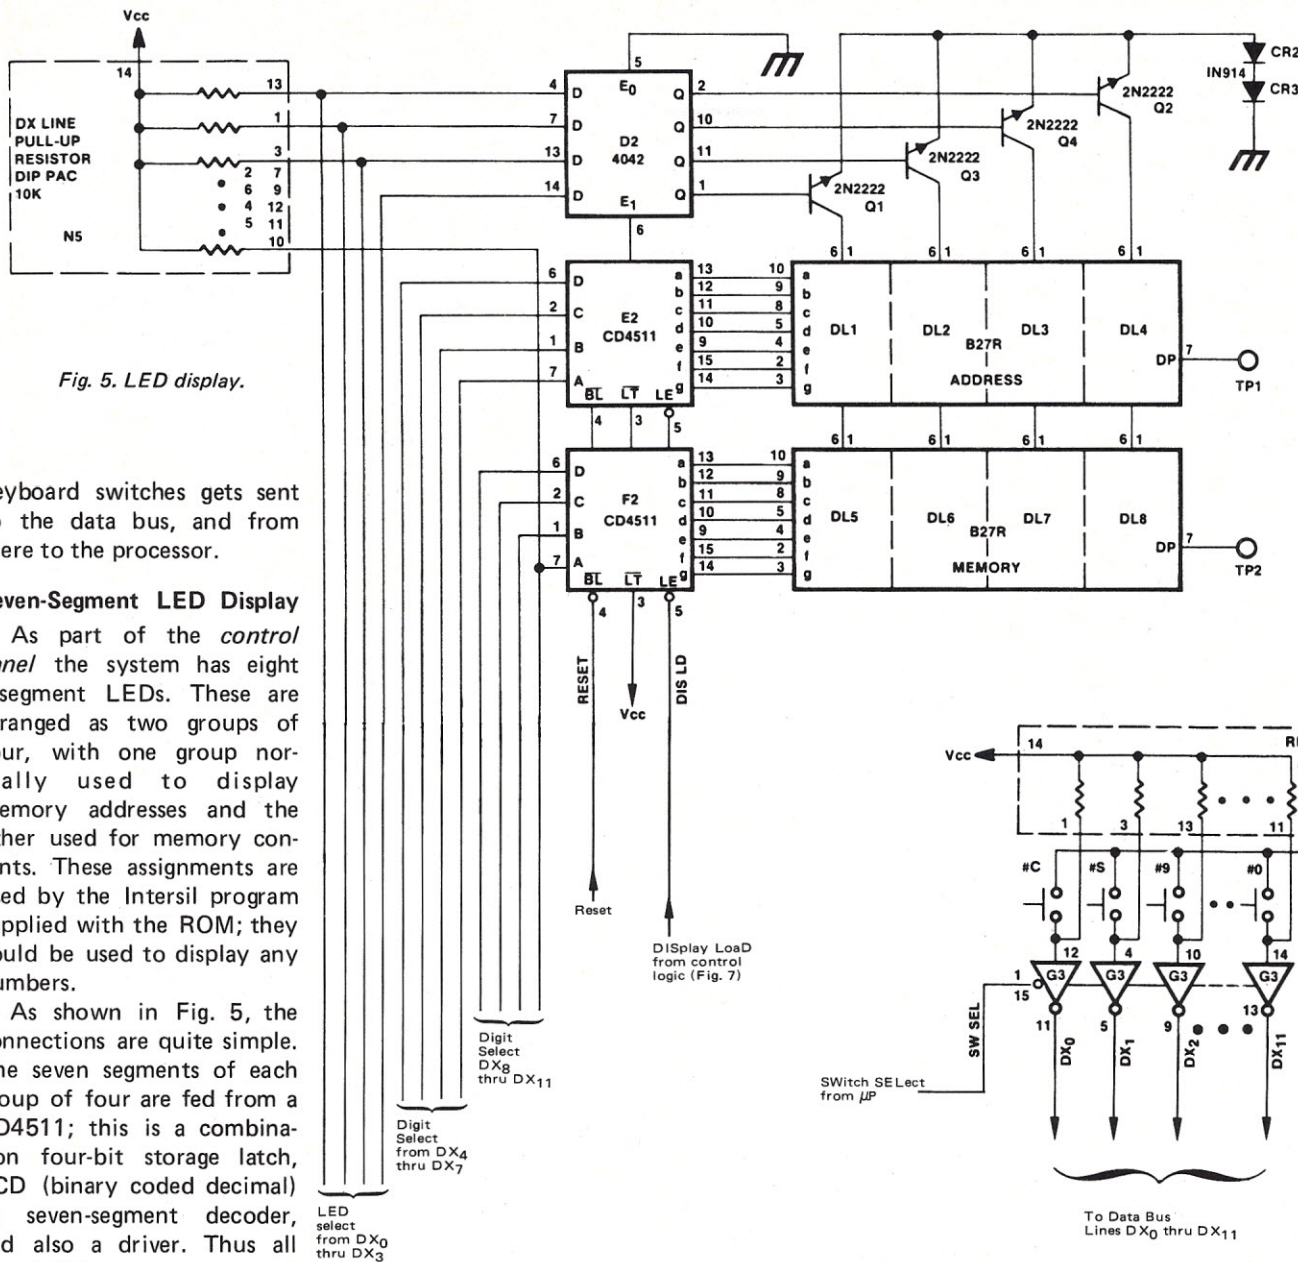 Vcc
14
DX LINE
PULL-UP
RESISTOR
DIP PAC
10K
N5
13
1
3
2 7
6 9
4 12
5 11
10
Fig. 5. LED display.
4 D
7 D
13 D
14 D
5
E0
D2
4042
E1
6
Q 2
Q 10
Q 11
Q 1
2N2222
Q1
2N2222
Q3
2N2222
Q4
2N2222
Q2
IN914
CR2
CR3
6 D
2 C
1 B
7 A
E2
CD4511
BL LT LE
4 3 5
a 13 10 a
b 12 9 b
c 11 8 c
d 10 5 d
e 9 4 e
f 15 2 f
g 14 3 g
6 1 6 1 6 1 6 1
DL1 DL2 DL3 DL4
B27R
ADDRESS
DP 7
TP1
6 D
2 C
1 B
7 A
F2
CD4511
BL LT LE
4 3 5
a 13 10 a
b 12 9 b
c 11 8 c
d 10 5 d
e 9 4 e
f 15 2 f
g 14 3 g
6 1 6 1 6 1 6 1
DL5 DL6 DL7 DL8
B27R
MEMORY
DP 7
TP2
RESET
Vcc
DIS LD
Reset
DISplay LoaD
from control
logic (Fig. 7)
Digit
Select
DX8
thru DX11
Digit
Select
from DX4
thru DX7
LED
select
from DX0
thru DX3
eyboard switches gets sent
the data bus, and from
ere to the processor.
even-Segment LED Display
As part of the control
nel the system has eight
segment LEDs. These are
ranged as two groups of
our, with one group nor-
ally used to display
emory addresses and the
ther used for memory con-
nts. These assignments are
ed by the Intersil program
pplied with the ROM; they
ould be used to display any
umbers.
As shown in Fig. 5, the
onnections are quite simple.
he seven segments of each
roup of four are fed from a
D4511; this is a combina-
on four-bit storage latch,
CD (binary coded decimal)
seven-segment decoder,
d also a driver. Thus all
Vcc
14
1 3 13 11
#C #S #9 #0
12 4 10 14
1
15
G3 G3 G3 G3
11 5 9 13
SW SEL
DX0 DX1 DX2 DX11
SWitch SELect
from µP
To Data Bus
Lines DX0 thru DX11